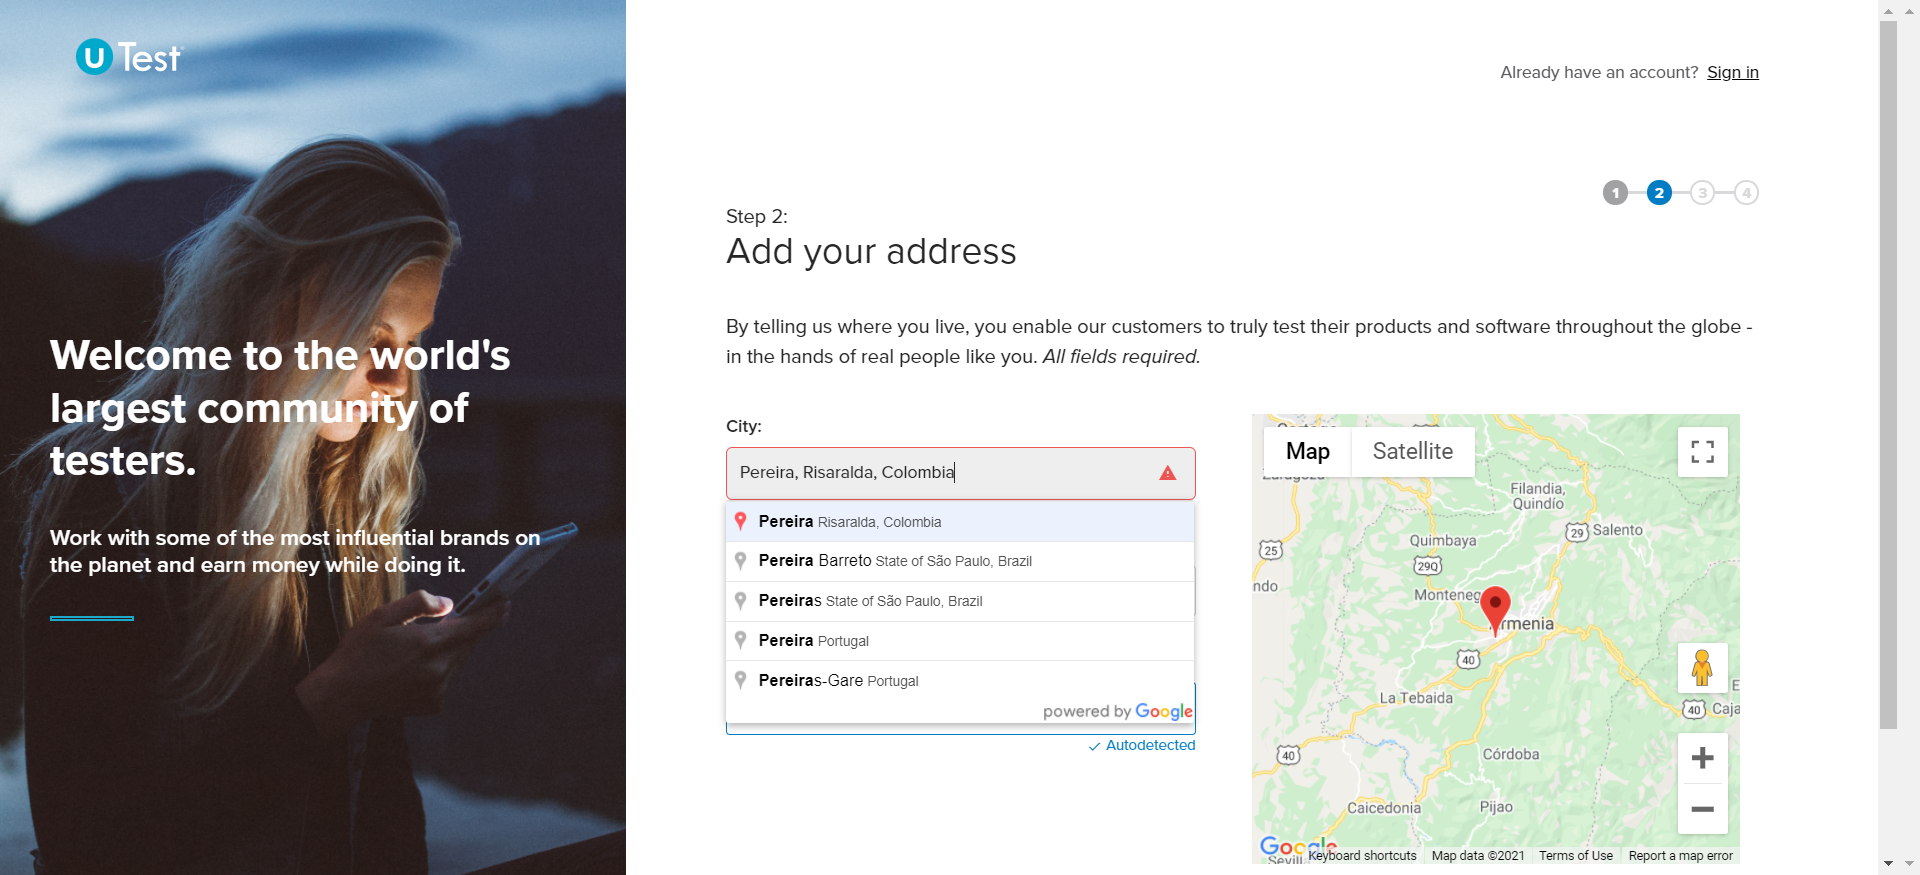 U Test
Welcome to the world's
largest community of
testers.
Work with some of the most influential brands on
the planet and earn money while doing it.
Already have an account? Sign in
1 2 3 4
Step 2:
Add your address
By telling us where you live, you enable our customers to truly test their products and software throughout the globe -
in the hands of real people like you. All fields required.
City:
Pereira, Risaralda, Colombia
Pereira Risaralda, Colombia
Pereira Barreto State of São Paulo, Brazil
Pereiras State of São Paulo, Brazil
Pereira Portugal
Pereiras-Gare Portugal
powered by Google
Autodetected
Map Satellite
Filandia,
Quindío
29 Salento
25
Quimbaya
29Q
ndo
Monteneg
Armenia
40
La Tebaida
40 Caja
40
Córdoba
Caicedonia
Pijao
Google
Sevilla
Keyboard shortcuts Map data ©2021 Terms of Use Report a map error